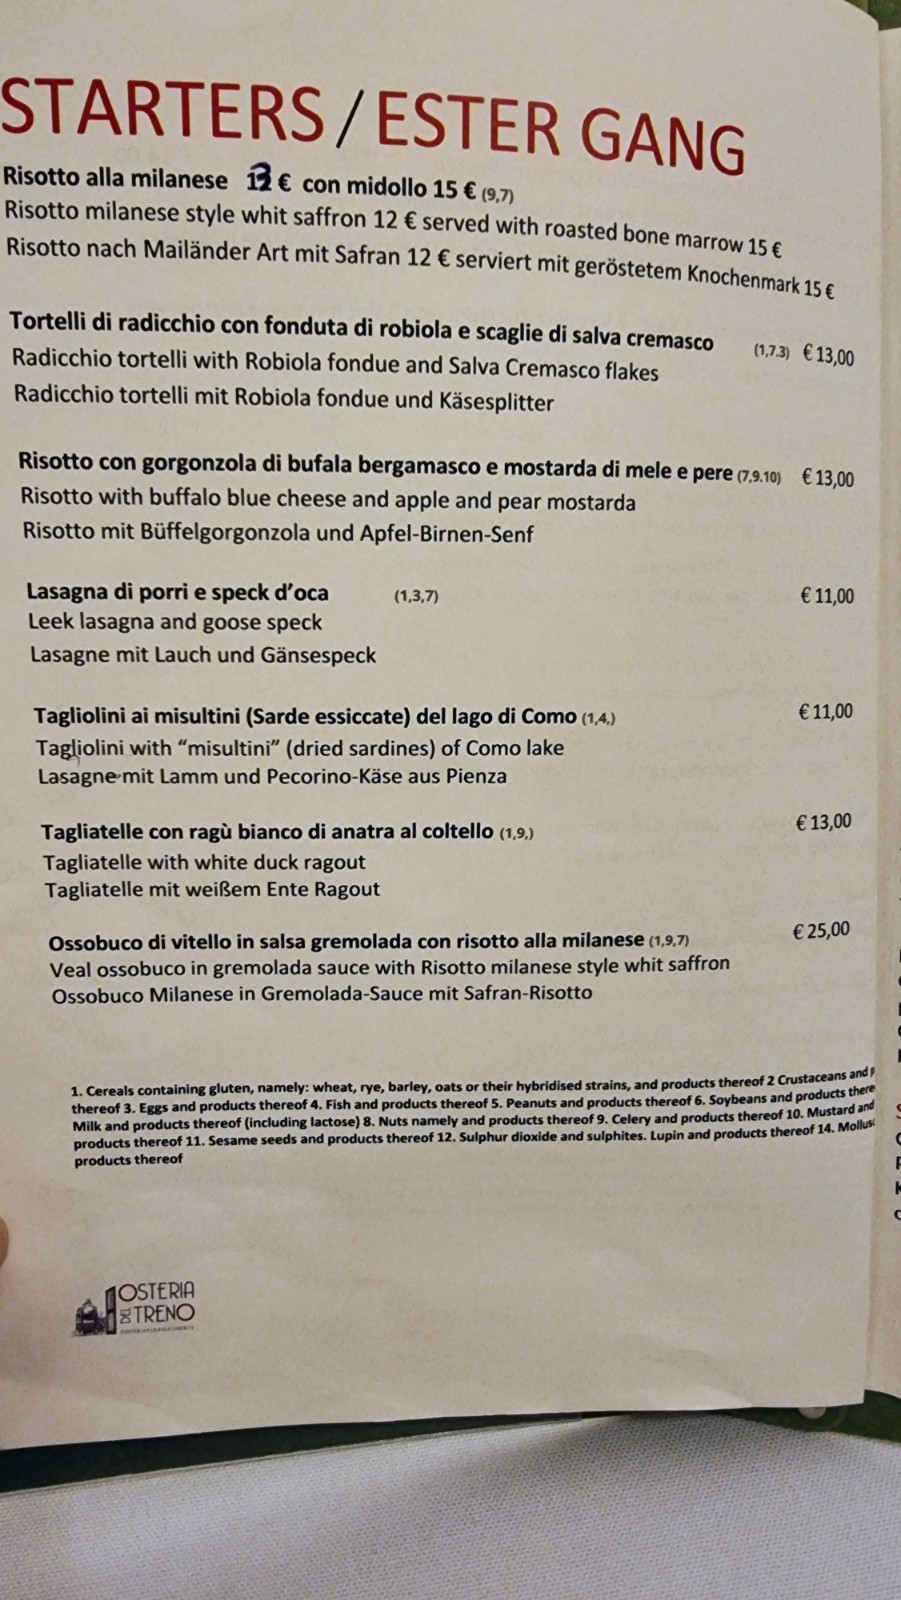 STARTERS / ESTER GANG
Risotto alla milanese 13 € con midollo 15 € (9,7)
Risotto milanese style whit saffron 12 € served with roasted bone marrow 15 €
Risotto nach Mailänder Art mit Safran 12 € serviert mit geröstetem Knochenmark 15 €
Tortelli di radicchio con fonduta di robiola e scaglie di salva cremasco (1,7.3) € 13,00
Radicchio tortelli with Robiola fondue and Salva Cremasco flakes
Radicchio tortelli mit Robiola fondue und Käsesplitter
Risotto con gorgonzola di bufala bergamasco e mostarda di mele e pere (7,9.10) € 13,00
Risotto with buffalo blue cheese and apple and pear mostarda
Risotto mit Büffelgorgonzola und Apfel-Birnen-Senf
Lasagna di porri e speck d'oca (1,3,7) € 11,00
Leek lasagna and goose speck
Lasagne mit Lauch und Gänsespeck
Tagliolini ai misultini (Sarde essiccate) del lago di Como (1,4,) € 11,00
Tagliolini with "misultini" (dried sardines) of Como lake
Lasagne mit Lamm und Pecorino-Käse aus Pienza
Tagliatelle con ragù bianco di anatra al coltello (1,9,) € 13,00
Tagliatelle with white duck ragout
Tagliatelle mit weißem Ente Ragout
Ossobuco di vitello in salsa gremolada con risotto alla milanese (1,9,7) € 25,00
Veal ossobuco in gremolada sauce with Risotto milanese style whit saffron
Ossobuco Milanese in Gremolada-Sauce mit Safran-Risotto
1. Cereals containing gluten, namely: wheat, rye, barley, oats or their hybridised strains, and products thereof 2 Crustaceans and
thereof 3. Eggs and products thereof 4. Fish and products thereof 5. Peanuts and products thereof 6. Soybeans and products there
Milk and products thereof (including lactose) 8. Nuts namely and products thereof 9. Celery and products thereof 10. Mustard and
products thereof 11. Sesame seeds and products thereof 12. Sulphur dioxide and sulphites. Lupin and products thereof 14. Mollus
products thereof
OSTERIA
DEL TRENO